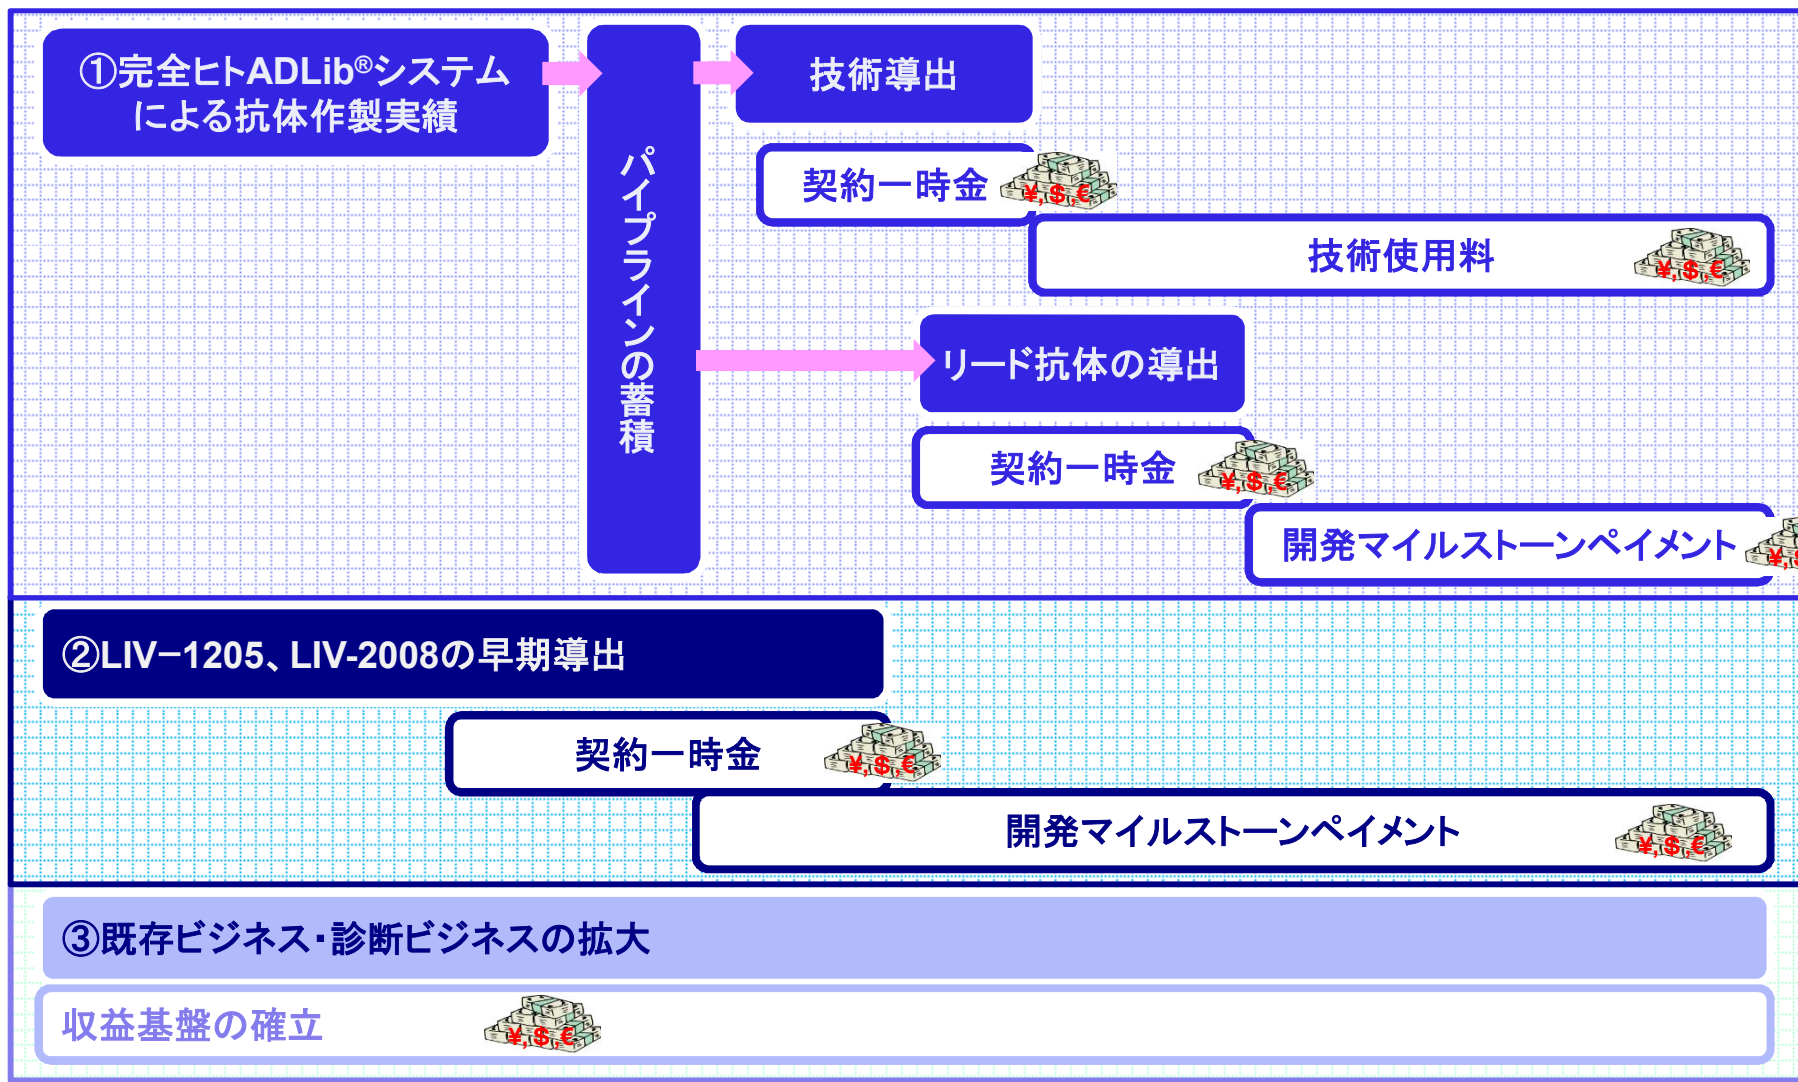 ①完全ヒトADLib®システム
による抗体作製実績
パイプラインの蓄積
技術導出
契約一時金
¥, $ ,€
技術使用料
¥, $ ,€
リード抗体の導出
契約一時金
¥, $ ,€
開発マイルストーンペイメント
¥, $
②LIV−1205、LIV-2008の早期導出
契約一時金
¥, $ ,€
開発マイルストーンペイメント
¥, $ ,€
③既存ビジネス・診断ビジネスの拡大
収益基盤の確立
¥, $ ,€